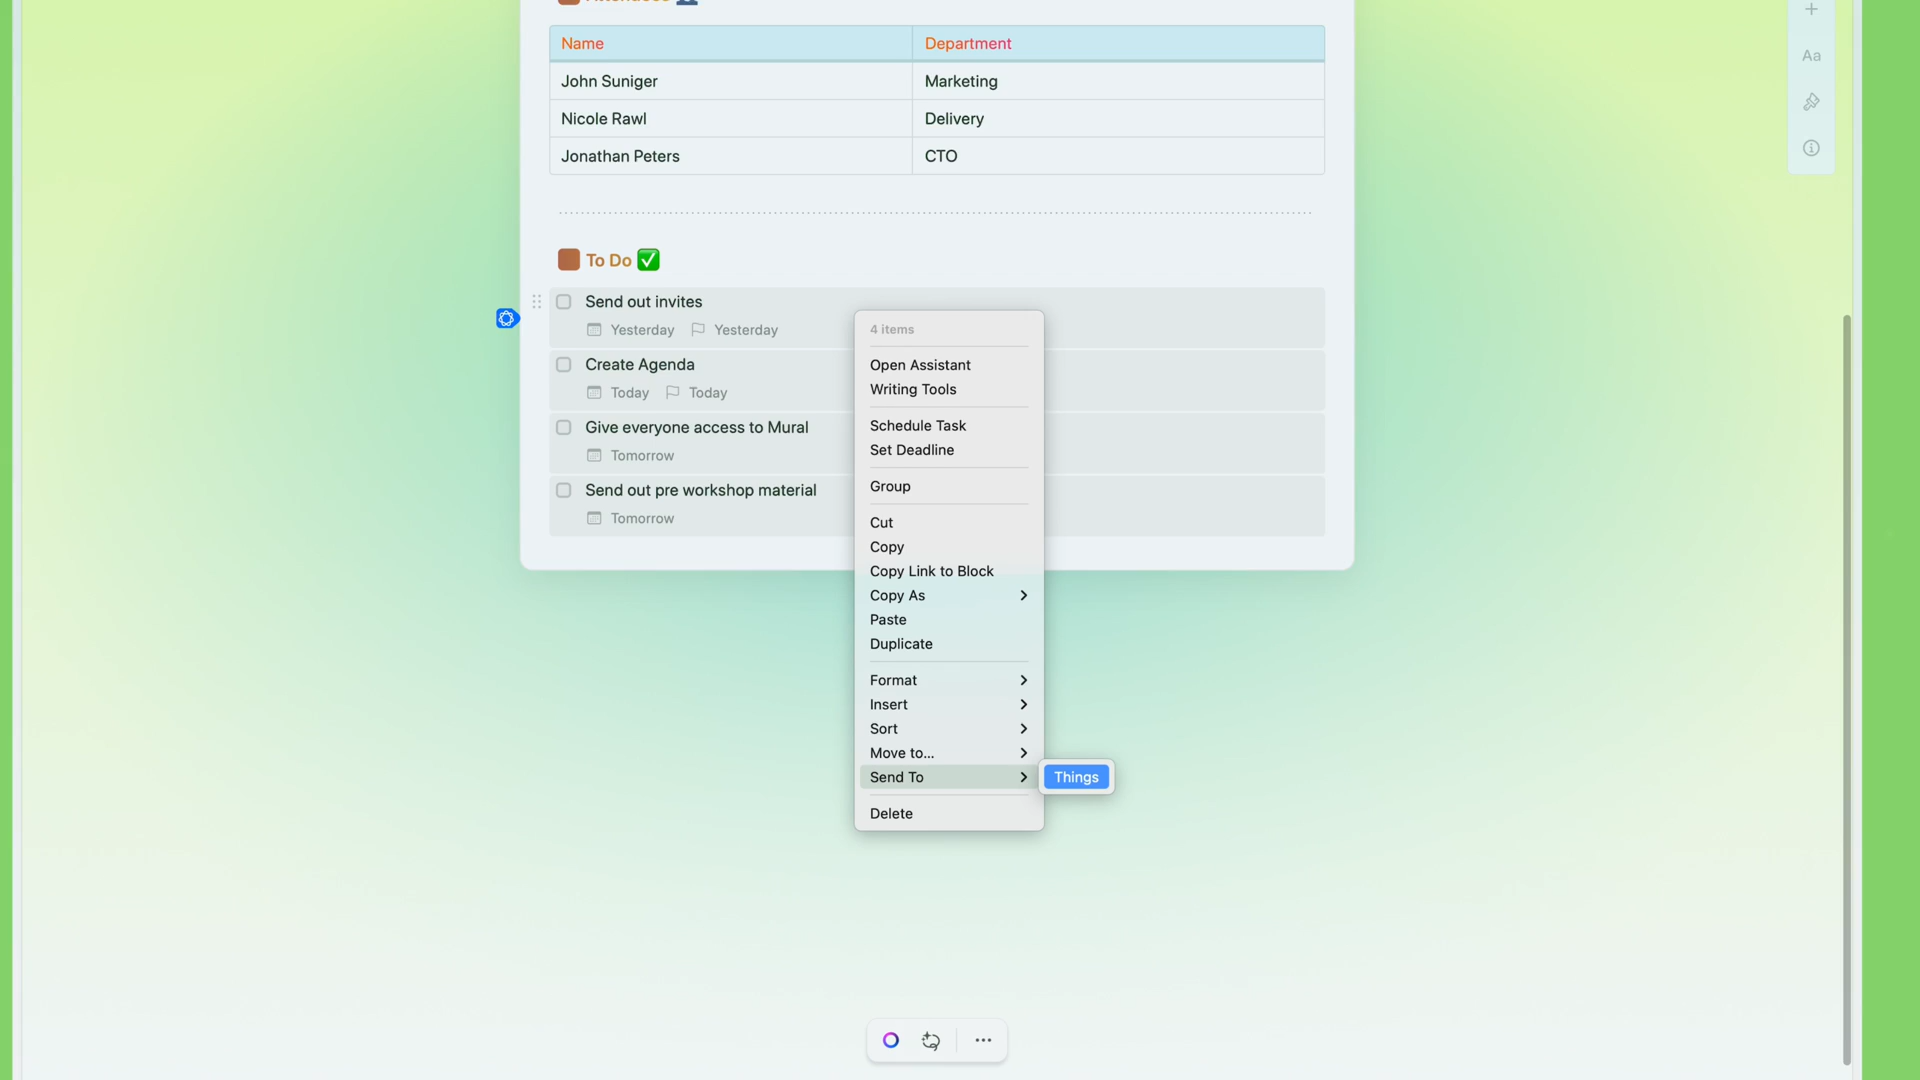 Attendees
Name Department
John Suniger Marketing
Nicole Rawl Delivery
Jonathan Peters CTO
To Do ✅
Send out invites
Yesterday Yesterday
Create Agenda
Today Today
Give everyone access to Mural
Tomorrow
Send out pre workshop material
Tomorrow
4 items
Open Assistant
Writing Tools
Schedule Task
Set Deadline
Group
Cut
Copy
Copy Link to Block
Copy As
Paste
Duplicate
Format
Insert
Sort
Move to...
Send To
Things
Delete
Aa